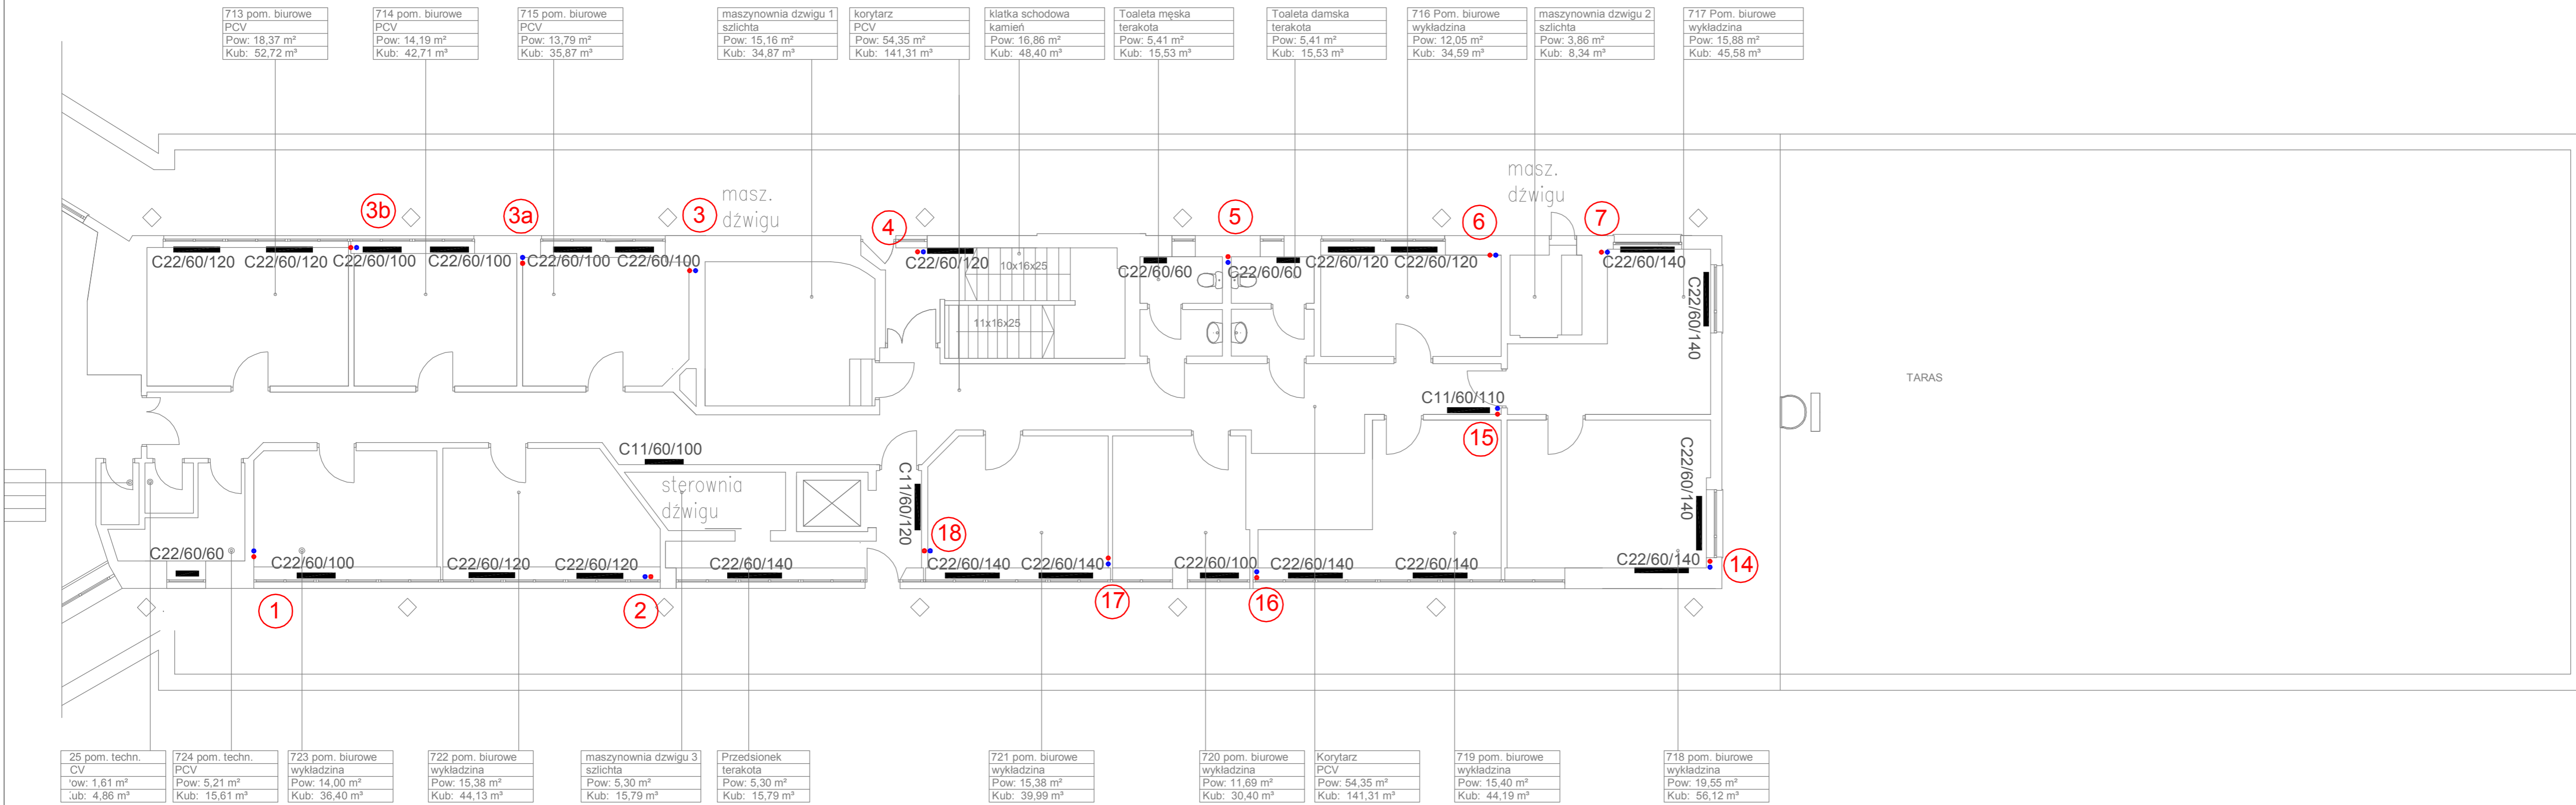 713 pom. biurowe
PCV
Pow: 18,37 m²
Kub: 52,72 m³
714 pom. biurowe
PCV
Pow: 14,19 m²
Kub: 42,71 m³
715 pom. biurowe
PCV
Pow: 13,79 m²
Kub: 35,87 m³
maszynownia dzwigu 1
szlichta
Pow: 15,16 m²
Kub: 34,87 m³
korytarz
PCV
Pow: 54,35 m²
Kub: 141,31 m³
klatka schodowa
kamień
Pow: 16,86 m²
Kub: 48,40 m³
Toaleta męska
terakota
Pow: 5,41 m²
Kub: 15,53 m³
Toaleta damska
terakota
Pow: 5,41 m²
Kub: 15,53 m³
716 Pom. biurowe
wykładzina
Pow: 12,05 m²
Kub: 34,59 m³
maszynownia dzwigu 2
szlichta
Pow: 3,86 m²
Kub: 8,34 m³
717 Pom. biurowe
wykładzina
Pow: 15,88 m²
Kub: 45,58 m³
masz.
dźwigu
masz.
dźwigu
3b
3a
3
4
5
6
7
C22/60/120
C22/60/120
C22/60/100
C22/60/100
C22/60/100
C22/60/100
C22/60/120
C22/60/60
C22/60/60
C22/60/120
C22/60/120
C22/60/140
C22/60/140
10x16x25
11x16x25
TARAS
C11/60/110
15
C11/60/100
sterownia
dźwigu
C11/60/120
18
C22/60/140
C22/60/60
C22/60/100
C22/60/120
C22/60/120
C22/60/140
C22/60/140
C22/60/140
C22/60/100
C22/60/140
C22/60/140
C22/60/140
14
1
2
17
16
25 pom. techn.
CV
ow: 1,61 m²
ub: 4,86 m³
724 pom. techn.
PCV
Pow: 5,21 m²
Kub: 15,61 m³
723 pom. biurowe
wykładzina
Pow: 14,00 m²
Kub: 36,40 m³
722 pom. biurowe
wykładzina
Pow: 15,38 m²
Kub: 44,13 m³
maszynownia dzwigu 3
szlichta
Pow: 5,30 m²
Kub: 15,79 m³
Przedsionek
terakota
Pow: 5,30 m²
Kub: 15,79 m³
721 pom. biurowe
wykładzina
Pow: 15,38 m²
Kub: 39,99 m³
720 pom. biurowe
wykładzina
Pow: 11,69 m²
Kub: 30,40 m³
Korytarz
PCV
Pow: 54,35 m²
Kub: 141,31 m³
719 pom. biurowe
wykładzina
Pow: 15,40 m²
Kub: 44,19 m³
718 pom. biurowe
wykładzina
Pow: 19,55 m²
Kub: 56,12 m³